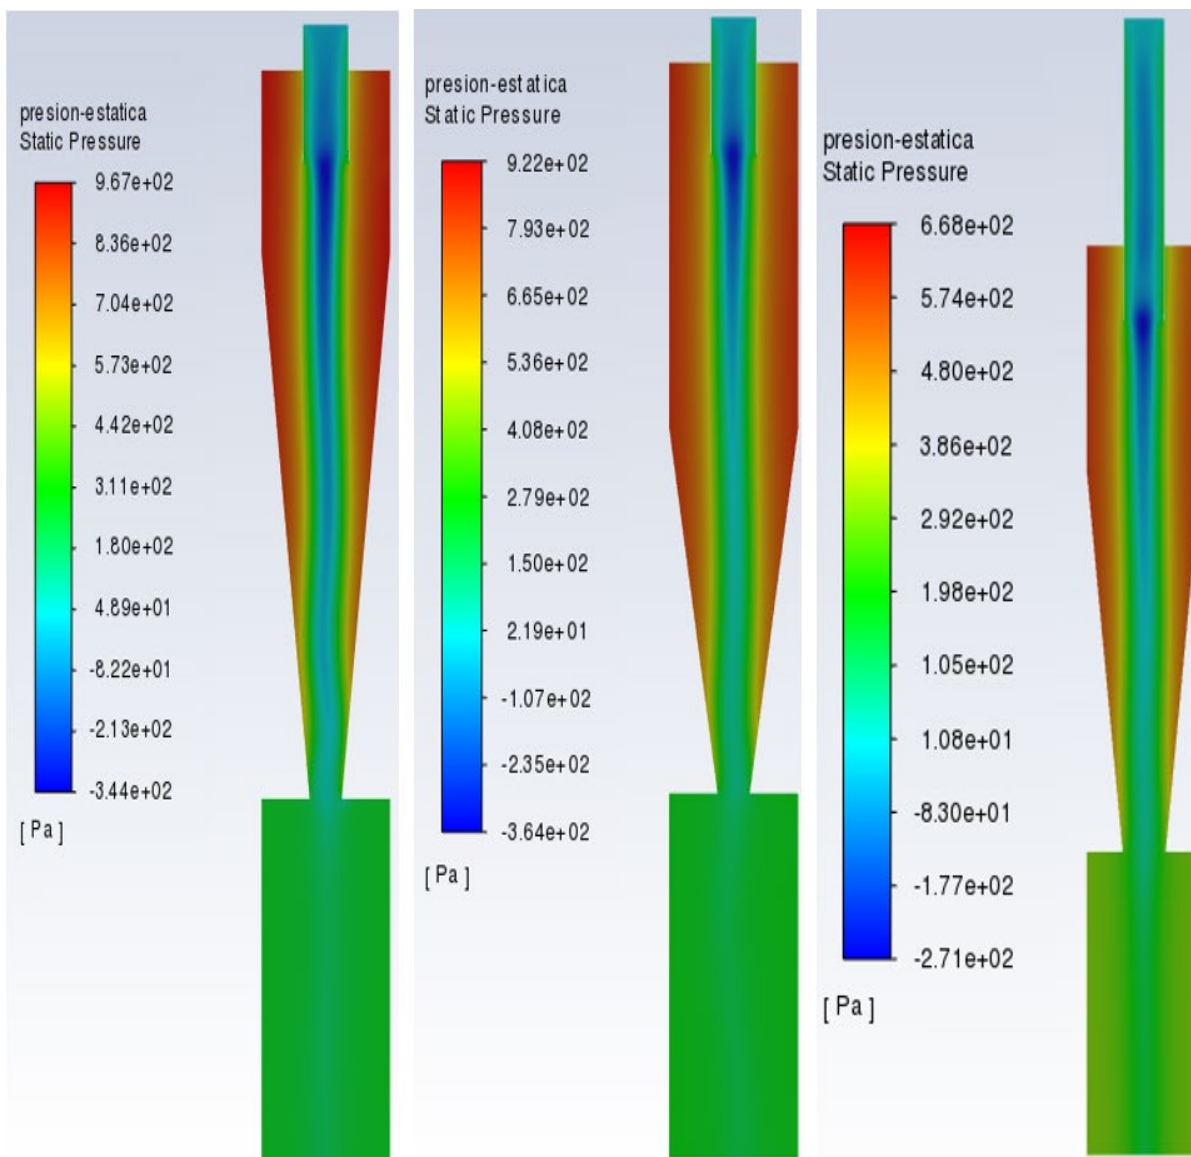 presion-estatica
Static Pressure
9.67e+02
8.36e+02
7.04e+02
5.73e+02
4.42e+02
3.11e+02
1.80e+02
4.89e+01
-8.22e+01
-2.13e+02
-3.44e+02
[ Pa ]
presion-estatica
Static Pressure
9.22e+02
7.93e+02
6.65e+02
5.36e+02
4.08e+02
2.79e+02
1.50e+02
2.19e+01
-1.07e+02
-2.35e+02
-3.64e+02
[ Pa ]
presion-estatica
Static Pressure
6.68e+02
5.74e+02
4.80e+02
3.86e+02
2.92e+02
1.98e+02
1.05e+02
1.08e+01
-8.30e+01
-1.77e+02
-2.71e+02
[ Pa ]